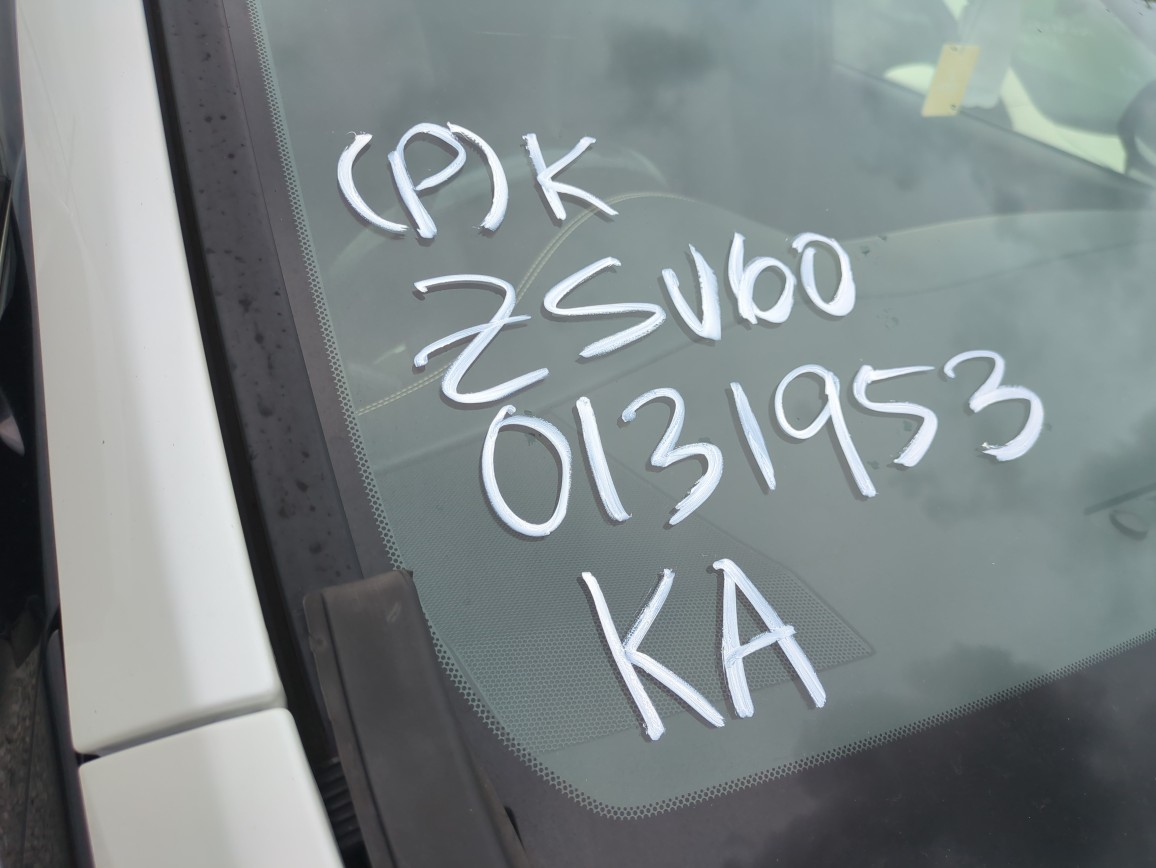 (P) K
ZSU60
0131953
KA